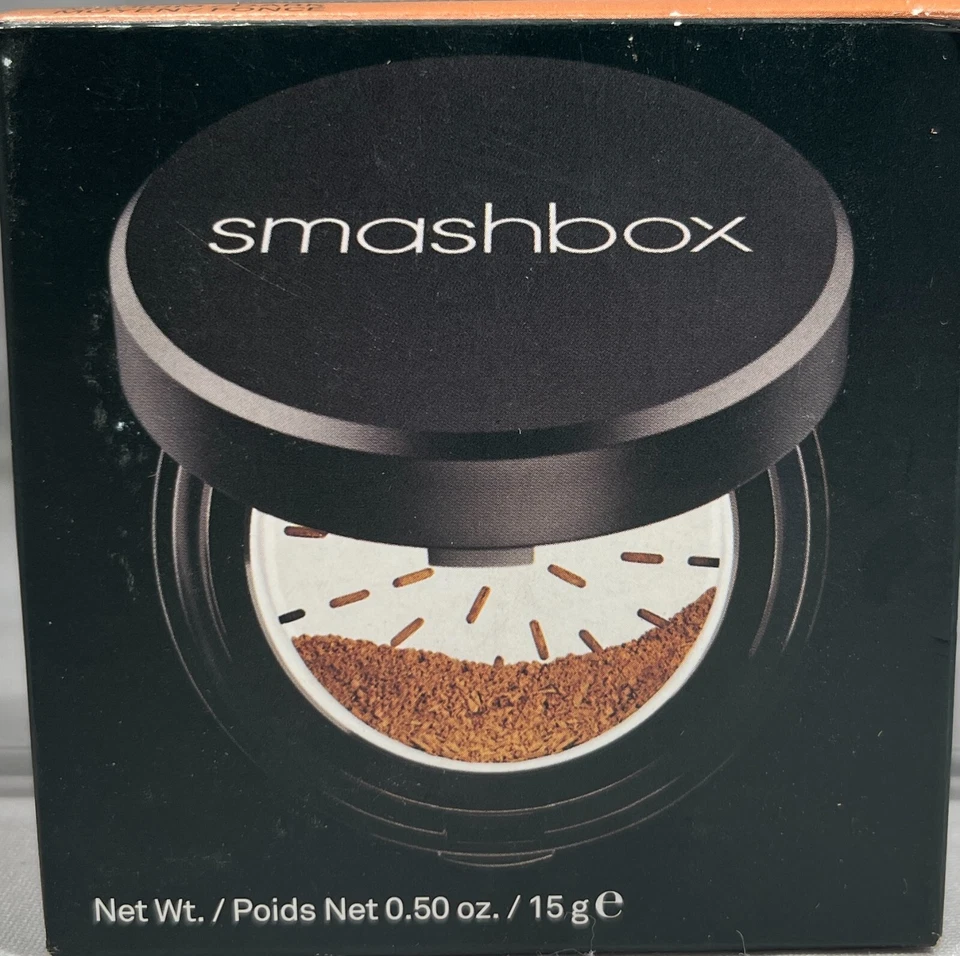 smashbox
Net Wt. / Poids Net 0.50 oz. / 15 g ℮